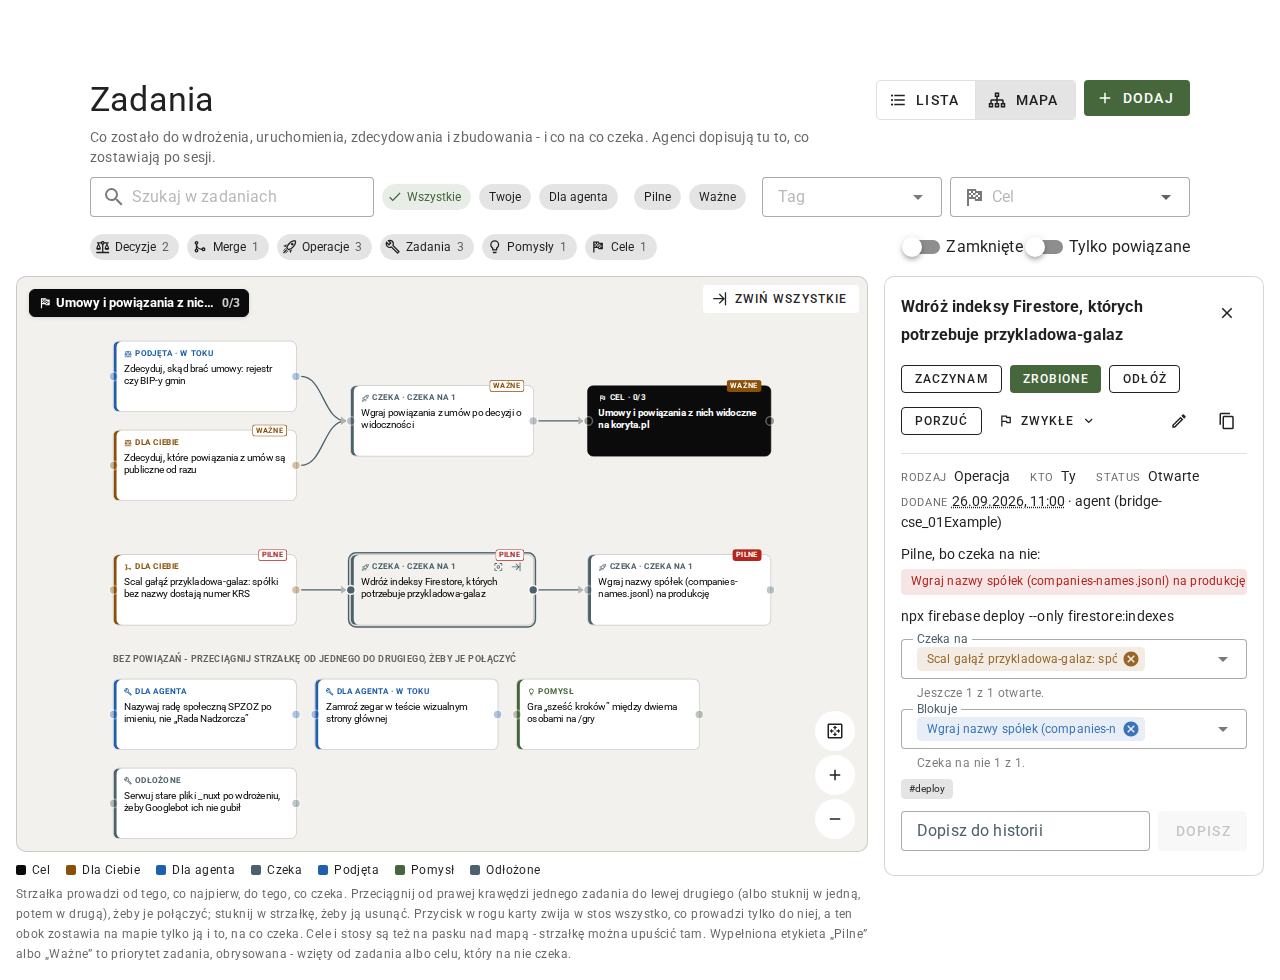 Zadania
LISTA
MAPA
DODAJ
Co zostało do wdrożenia, uruchomienia, zdecydowania i zbudowania - i co na co czeka. Agenci dopisują tu to, co
zostawiają po sesji.
Szukaj w zadaniach
Wszystkie
Twoje
Dla agenta
Pilne
Ważne
Tag
Cel
Decyzje 2
Merge 1
Operacje 3
Zadania 3
Pomysły 1
Cele 1
Zamknięte
Tylko powiązane
Umowy i powiązania z nic… 0/3
ZWIŃ WSZYSTKIE
PODJĘTA · W TOKU
Zdecyduj, skąd brać umowy: rejestr
czy BIP-y gmin
WAŻNE
DLA CIEBIE
Zdecyduj, które powiązania z umów są
publiczne od razu
WAŻNE
CZEKA · CZEKA NA 1
Wgraj powiązania z umów po decyzji o
widoczności
WAŻNE
CEL · 0/3
Umowy i powiązania z nich widoczne
na koryta.pl
PILNE
DLA CIEBIE
Scal gałąź przykladowa-galaz: spółki
bez nazwy dostają numer KRS
PILNE
CZEKA · CZEKA NA 1
Wdróż indeksy Firestore, których
potrzebuje przykladowa-galaz
PILNE
CZEKA · CZEKA NA 1
Wgraj nazwy spółek (companies-
names.jsonl) na produkcję
BEZ POWIĄZAŃ - PRZECIĄGNIJ STRZAŁKĘ OD JEDNEGO DO DRUGIEGO, ŻEBY JE POŁĄCZYĆ
DLA AGENTA
Nazywaj radę społeczną SPZOZ po
imieniu, nie „Rada Nadzorcza”
DLA AGENTA · W TOKU
Zamroź zegar w teście wizualnym
strony głównej
POMYSŁ
Gra „sześć kroków” między dwiema
osobami na /gry
ODŁOŻONE
Serwuj stare pliki _nuxt po wdrożeniu,
żeby Googlebot ich nie gubił
Cel
Dla Ciebie
Dla agenta
Czeka
Podjęta
Pomysł
Odłożone
Strzałka prowadzi od tego, co najpierw, do tego, co czeka. Przeciągnij od prawej krawędzi jednego zadania do lewej drugiego (albo stuknij w jedną,
potem w drugą), żeby je połączyć; stuknij w strzałkę, żeby ją usunąć. Przycisk w rogu karty zwija w stos wszystko, co prowadzi tylko do niej, a ten
obok zostawia na mapie tylko ją i to, na co czeka. Cele i stosy są też na pasku nad mapą - strzałkę można upuścić tam. Wypełniona etykieta „Pilne”
albo „Ważne” to priorytet zadania, obrysowana - wzięty od zadania albo celu, który na nie czeka.
Wdróż indeksy Firestore, których
potrzebuje przykladowa-galaz
ZACZYNAM
ZROBIONE
ODŁÓŻ
PORZUĆ
ZWYKŁE
RODZAJ Operacja
KTO Ty
STATUS Otwarte
DODANE 26.09.2026, 11:00 · agent (bridge-
cse_01Example)
Pilne, bo czeka na nie:
Wgraj nazwy spółek (companies-names.jsonl) na produkcję
npx firebase deploy --only firestore:indexes
Czeka na
Scal gałąź przykladowa-galaz: spó
Jeszcze 1 z 1 otwarte.
Blokuje
Wgraj nazwy spółek (companies-n
Czeka na nie 1 z 1.
#deploy
Dopisz do historii
DOPISZ